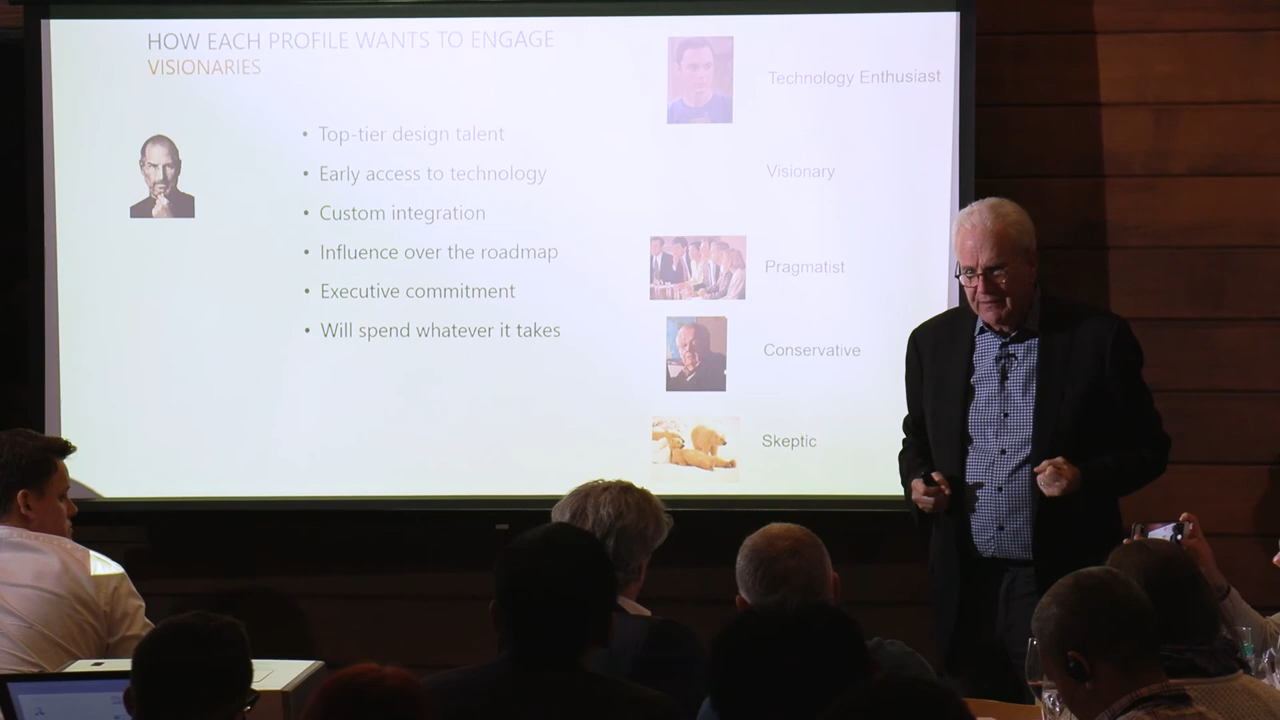 HOW EACH PROFILE WANTS TO ENGAGE
VISIONARIES
• Top-tier design talent
• Early access to technology
• Custom integration
• Influence over the roadmap
• Executive commitment
• Will spend whatever it takes
Technology Enthusiast
Visionary
Pragmatist
Conservative
Skeptic